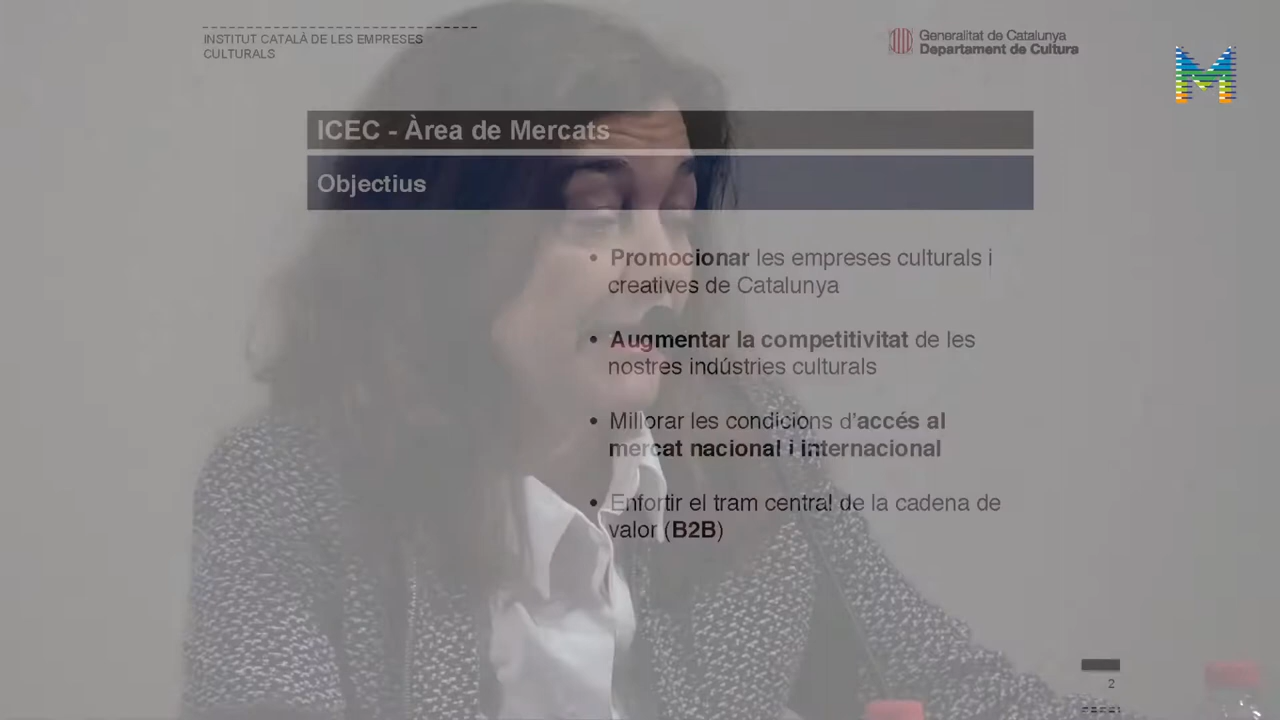 INSTITUT CATALÀ DE LES EMPRESES
CULTURALS
Generalitat de Catalunya
Departament de Cultura
M
ICEC - Àrea de Mercats
Objectius
• Promocionar les empreses culturals i
creatives de Catalunya
• Augmentar la competitivitat de les
nostres indústries culturals
• Millorar les condicions d'accés al
mercat nacional i internacional
• Enfortir el tram central de la cadena de
valor (B2B)
2